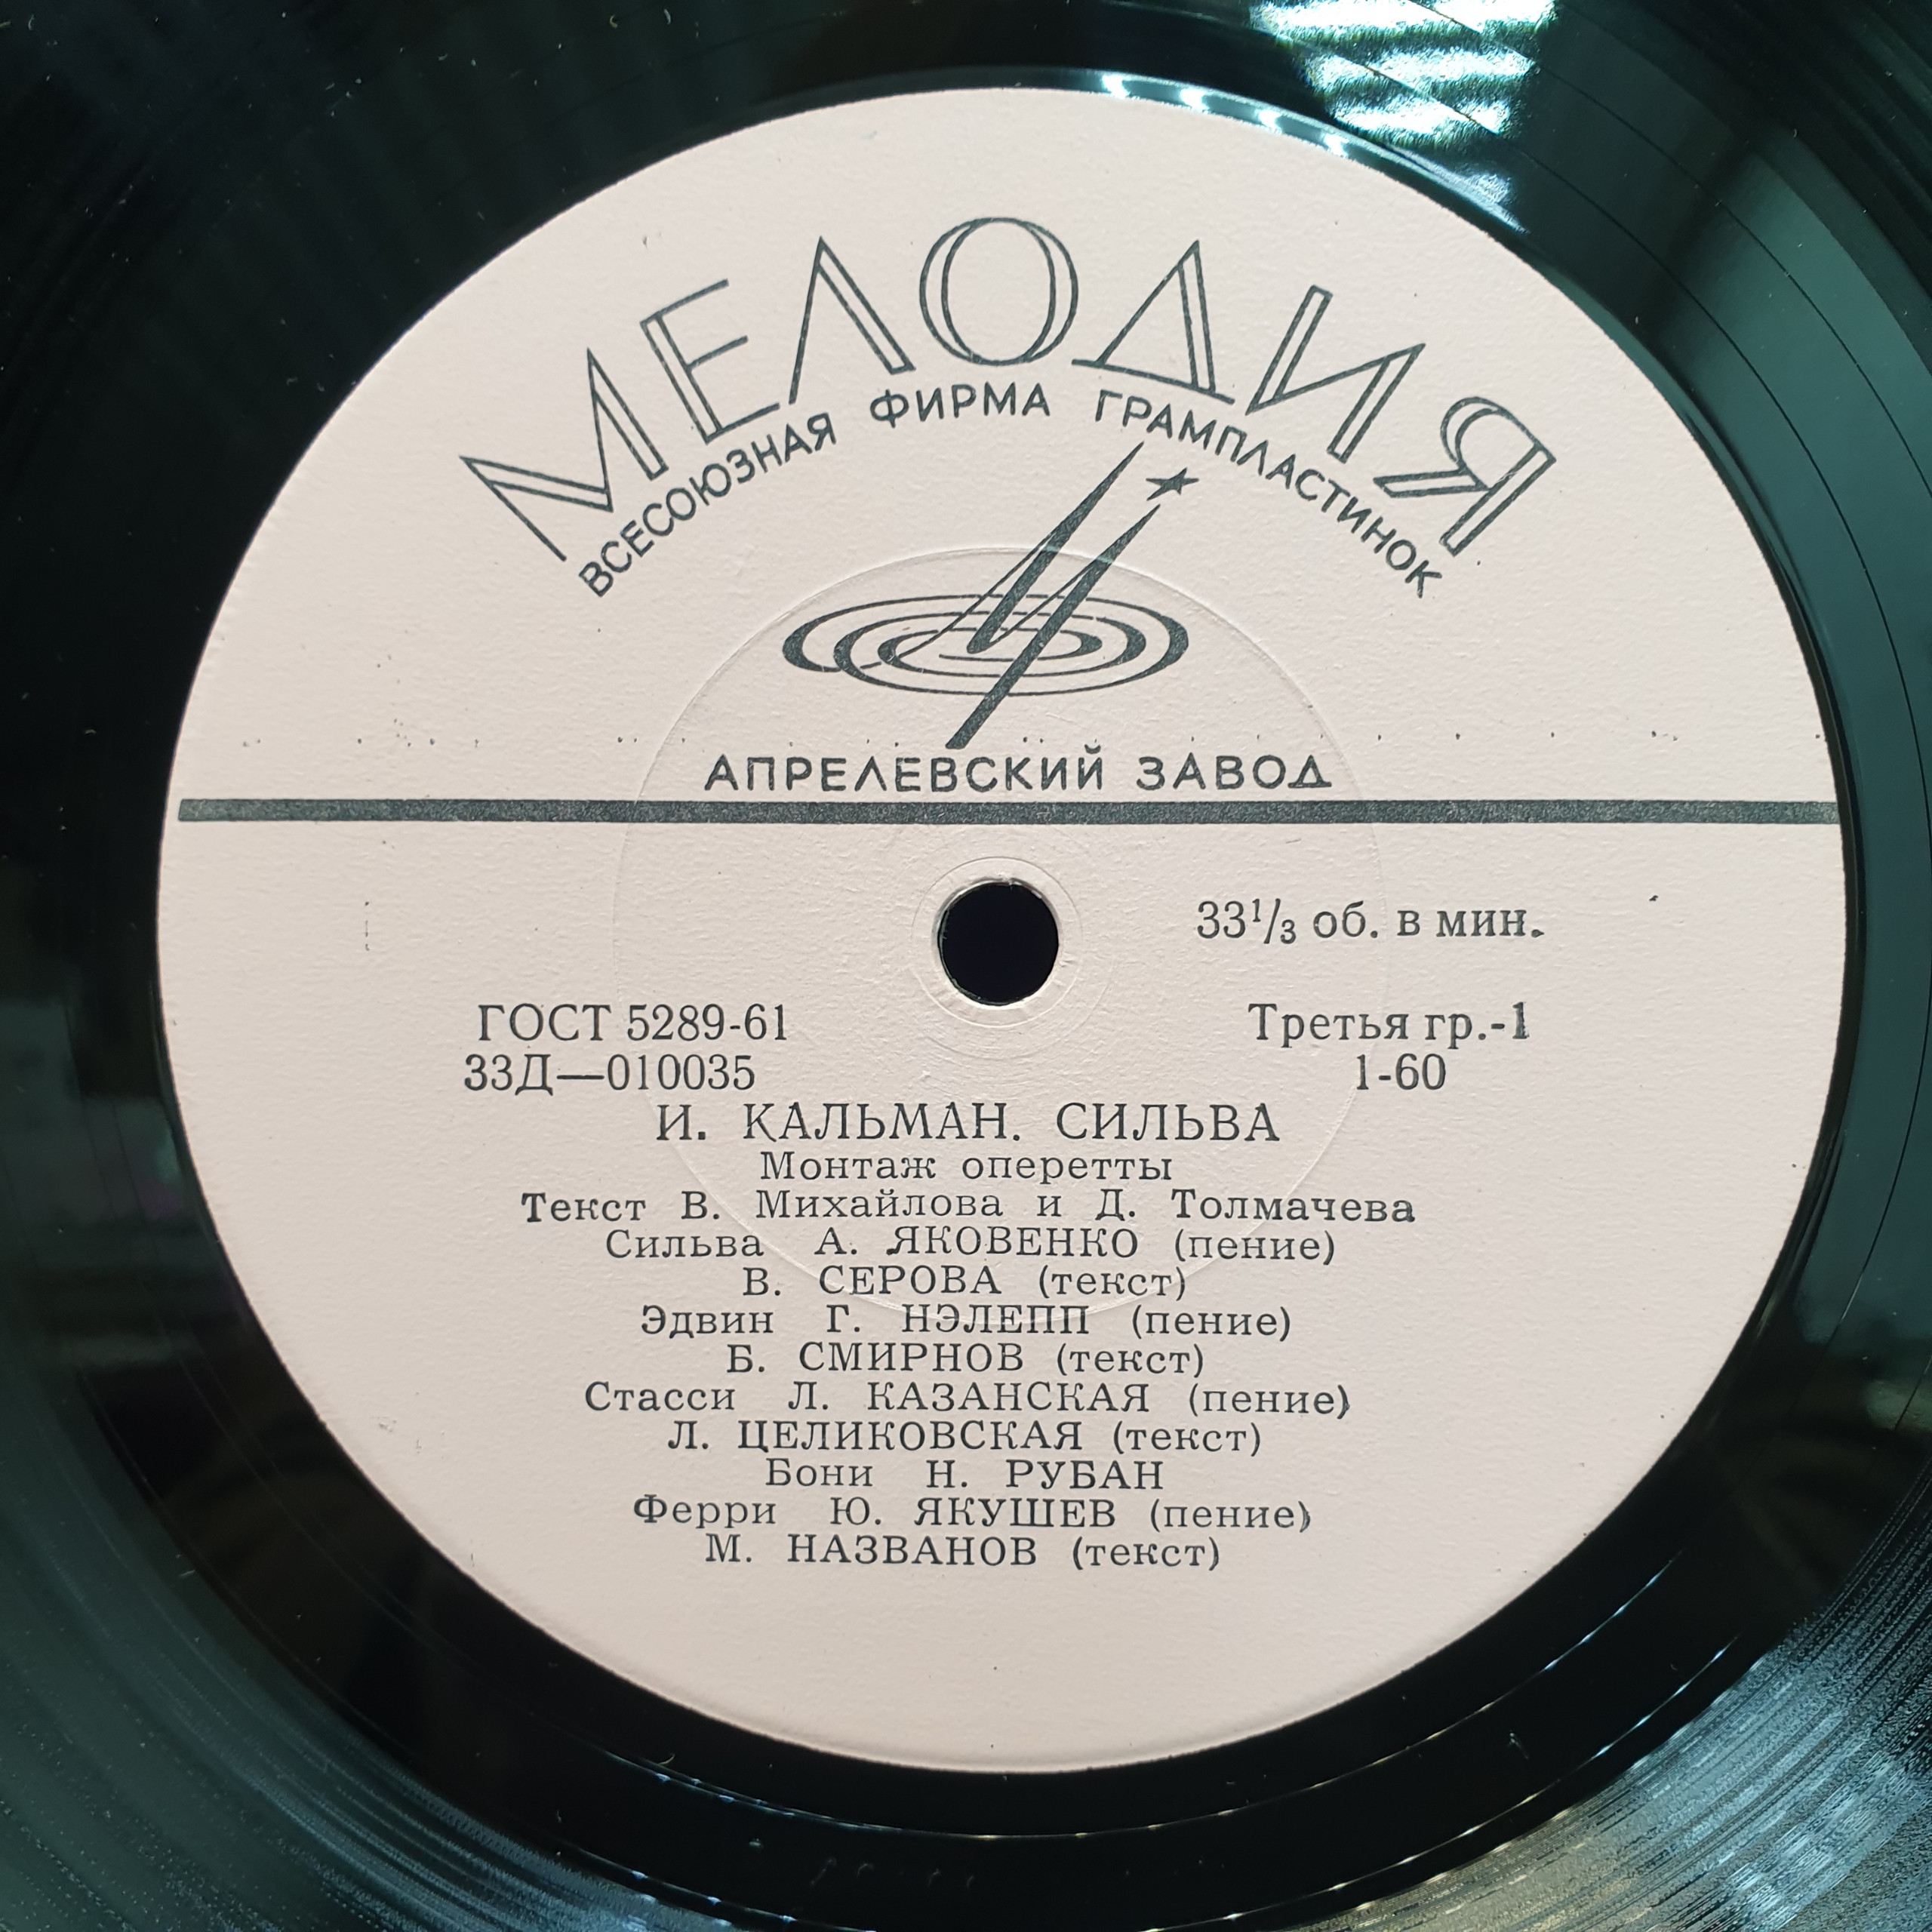 МЕЛОДИЯ
ВСЕСОЮЗНАЯ ФИРМА ГРАМПЛАСТИНОК
АПРЕЛЕВСКИЙ ЗАВОД
33¹/₃ об. в мин.
ГОСТ 5289-61 Третья гр.-1
33Д—010035 1-60
И. КАЛЬМАН. СИЛЬВА
Монтаж оперетты
Текст В. Михайлова и Д. Толмачева
Сильва А. ЯКОВЕНКО (пение)
В. СЕРОВА (текст)
Эдвин Г. НЭЛЕПП (пение)
Б. СМИРНОВ (текст)
Стасси Л. КАЗАНСКАЯ (пение)
Л. ЦЕЛИКОВСКАЯ (текст)
Бони Н. РУБАН
Ферри Ю. ЯКУШЕВ (пение)
М. НАЗВАНОВ (текст)